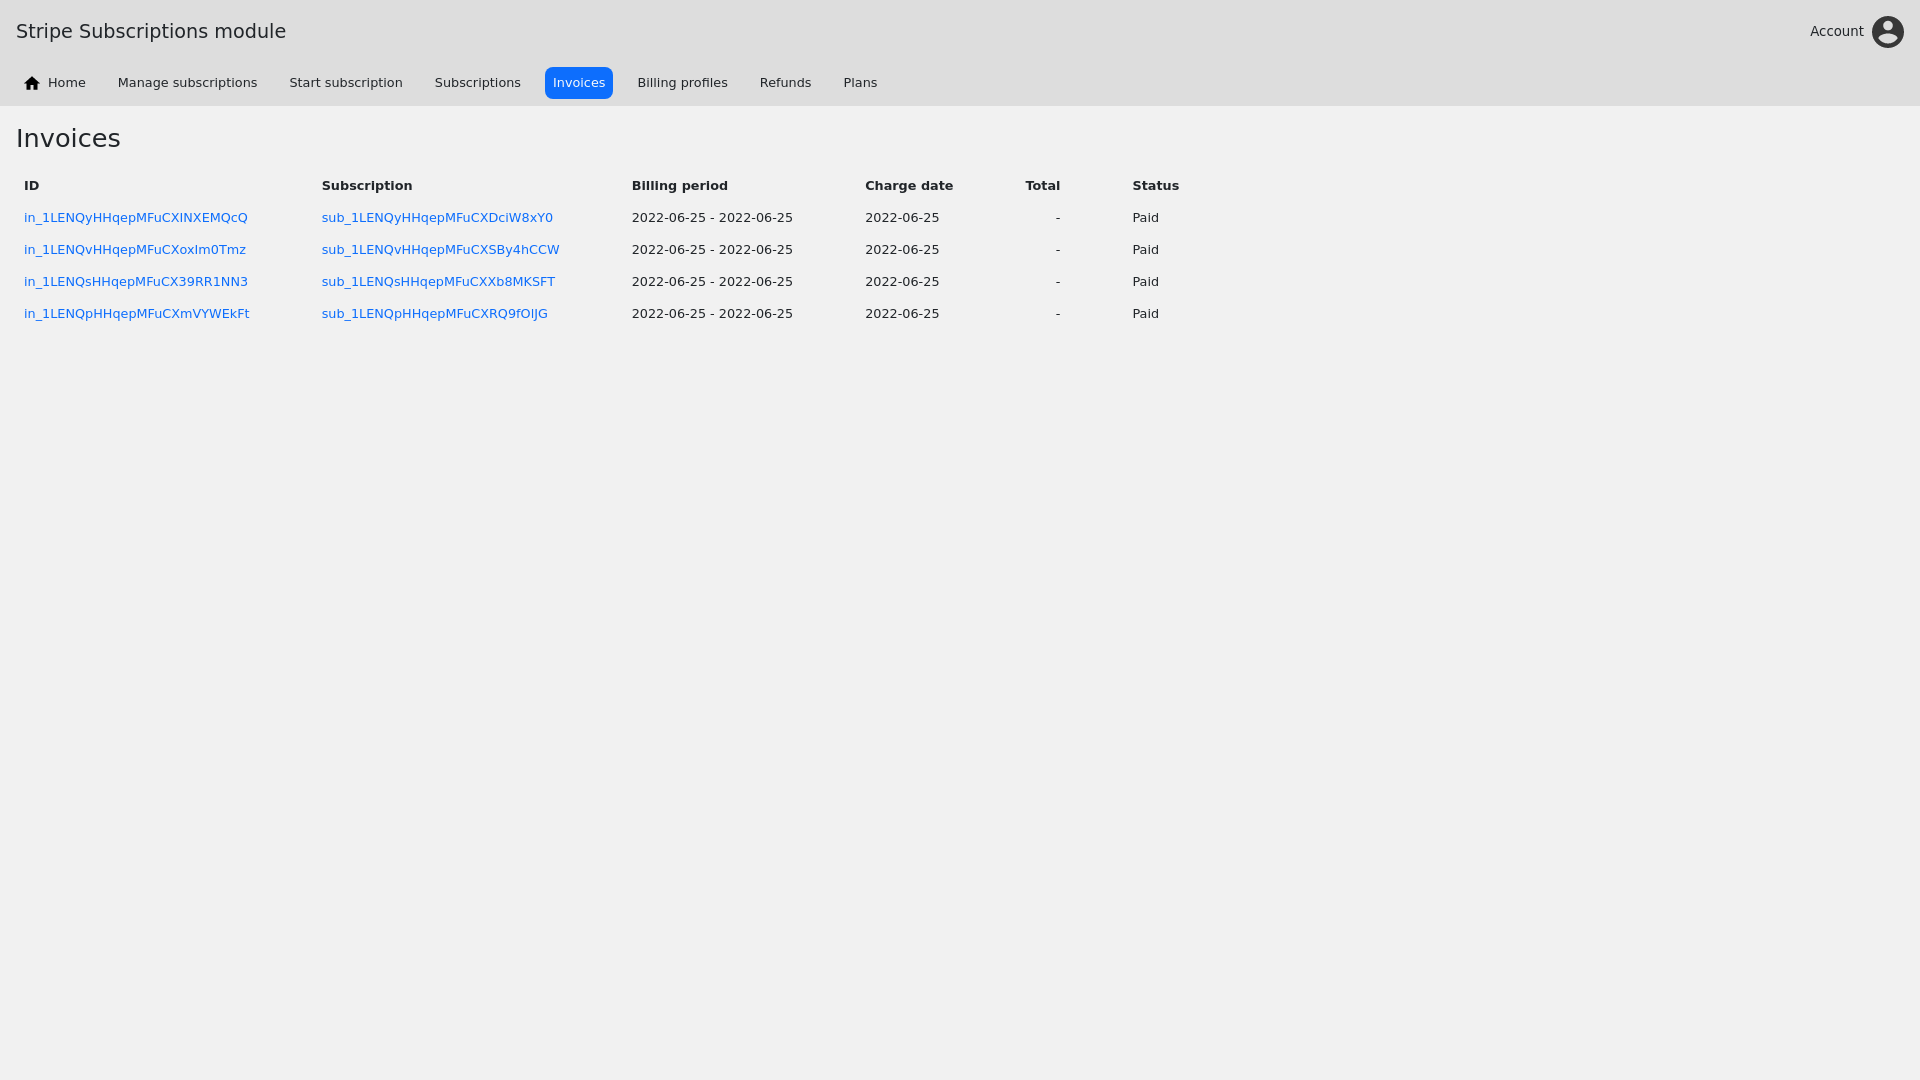 Stripe Subscriptions module
Account
Home Manage subscriptions Start subscription Subscriptions Invoices Billing profiles Refunds Plans
Invoices
ID Subscription Billing period Charge date Total Status
in_1LENQyHHqepMFuCXINXEMQcQ sub_1LENQyHHqepMFuCXDciW8xY0 2022-06-25 - 2022-06-25 2022-06-25 - Paid
in_1LENQvHHqepMFuCXoxIm0Tmz sub_1LENQvHHqepMFuCXSBy4hCCW 2022-06-25 - 2022-06-25 2022-06-25 - Paid
in_1LENQsHHqepMFuCX39RR1NN3 sub_1LENQsHHqepMFuCXXb8MKSFT 2022-06-25 - 2022-06-25 2022-06-25 - Paid
in_1LENQpHHqepMFuCXmVYWEkFt sub_1LENQpHHqepMFuCXRQ9fOIJG 2022-06-25 - 2022-06-25 2022-06-25 - Paid